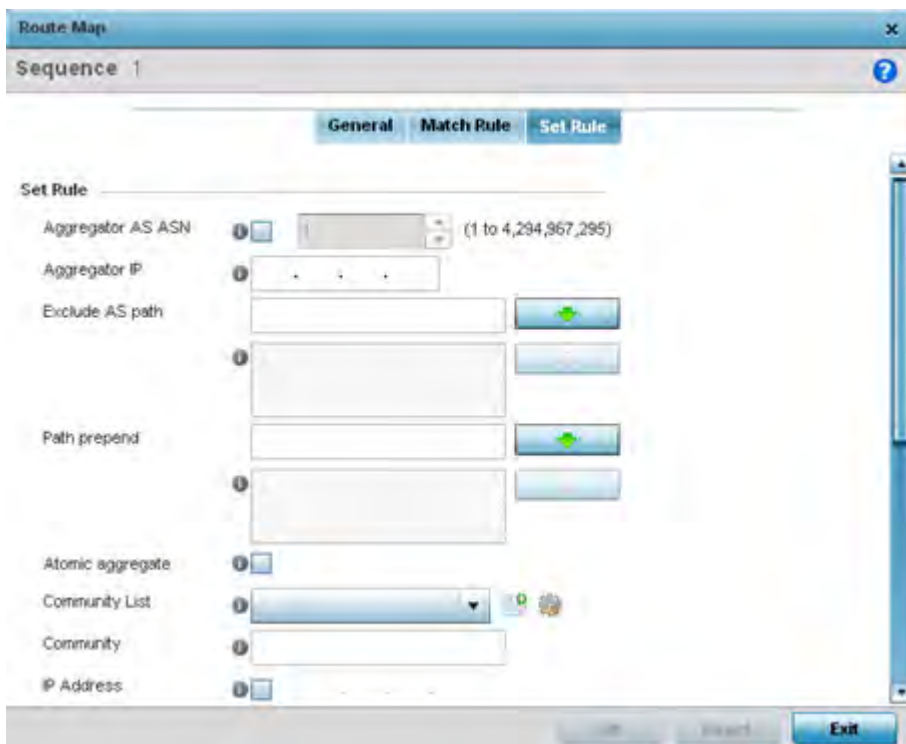 Route Map
Sequence 1
General Match Rule Set Rule
Set Rule
Aggregator AS ASN 1 (1 to 4,294,967,295)
Aggregator IP
Exclude AS path
Path prepend
Atomic aggregate
Community List
Community
IP Address
Exit